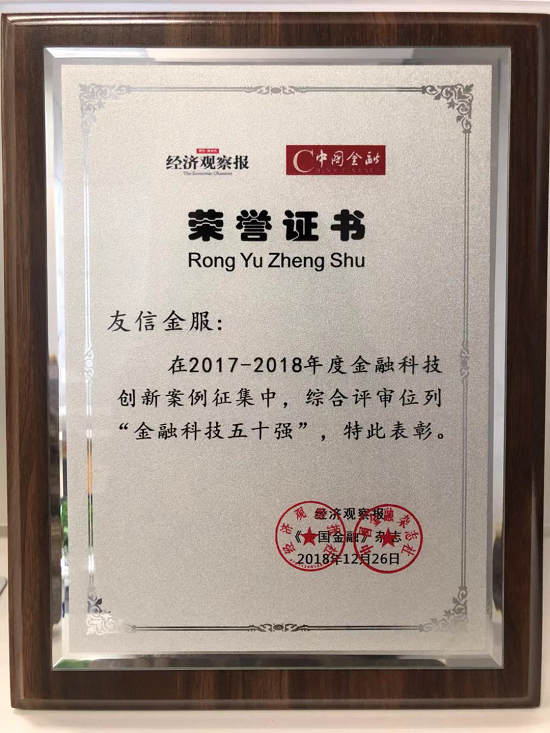 经济观察报
The Economic Observer
中国金融
CHINA FINANCE
荣誉证书
Rong Yu Zheng Shu
友信金服：
在2017-2018年度金融科技
创新案例征集中，综合评审位列
“金融科技五十强”，特此表彰。
经济观察报
《中国金融》杂志
2018年12月26日